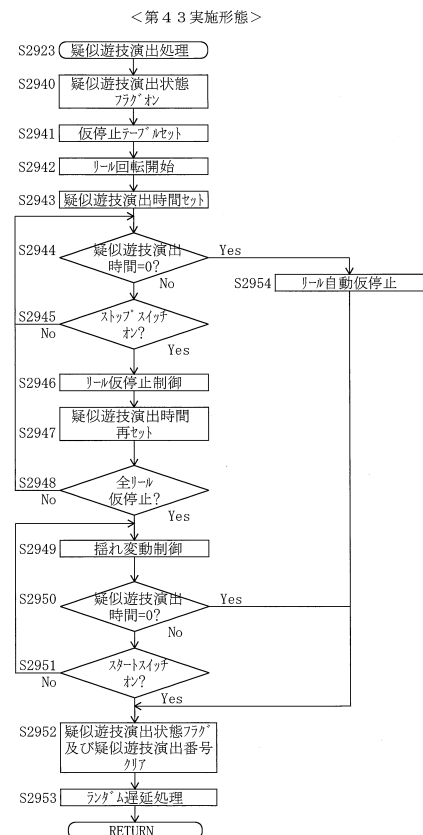 ＜第４３実施形態＞
S2923 疑似遊技演出処理
S2940 疑似遊技演出状態
フラグオン
S2941 仮停止テーブルセット
S2942 リール回転開始
S2943 疑似遊技演出時間セット
S2944 疑似遊技演出
時間=0?
Yes
No
S2954 リール自動仮停止
S2945 ストップスイッチ
オン?
No
Yes
S2946 リール仮停止制御
S2947 疑似遊技演出時間
再セット
S2948 全リール
仮停止?
No
Yes
S2949 揺れ変動制御
S2950 疑似遊技演出
時間=0?
Yes
No
S2951 スタートスイッチ
オン?
No
Yes
S2952 疑似遊技演出状態フラグ
及び疑似遊技演出番号
クリア
S2953 ランダム遅延処理
RETURN